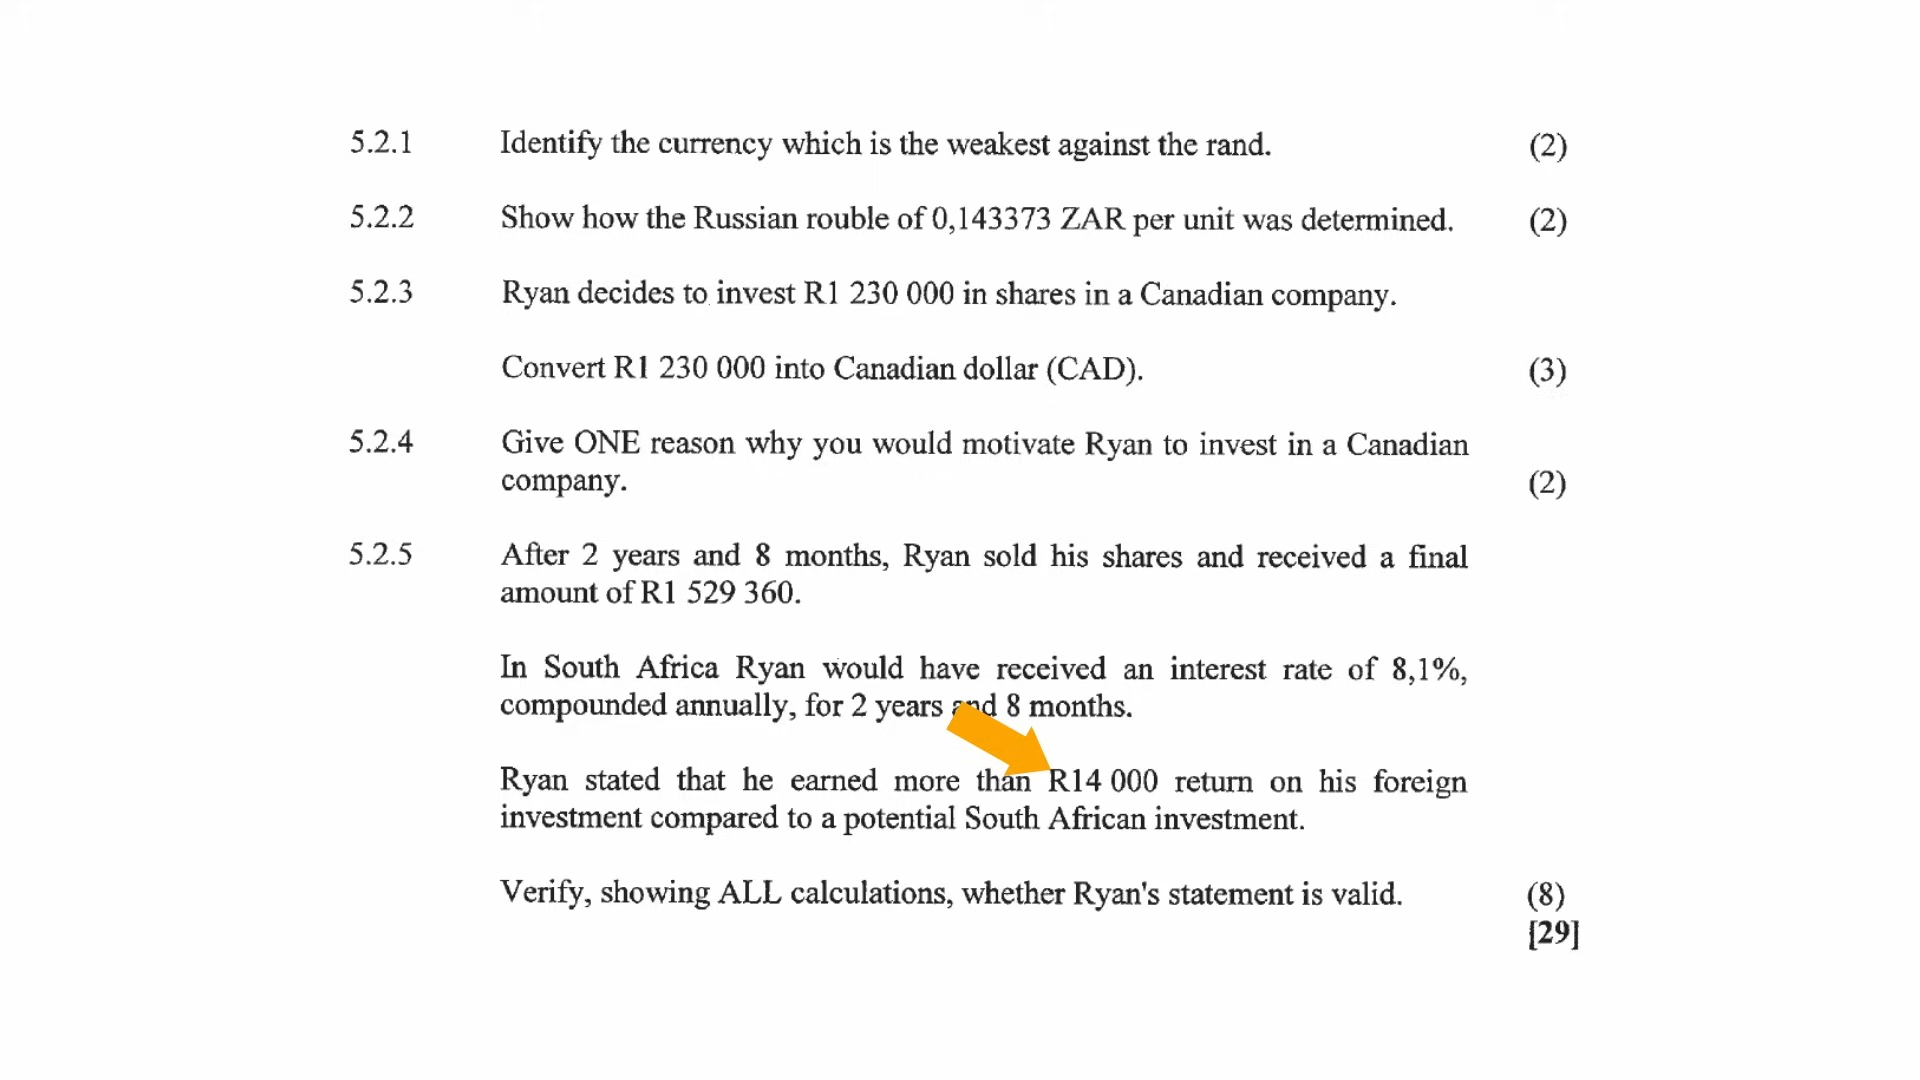 5.2.1 Identify the currency which is the weakest against the rand. (2)
5.2.2 Show how the Russian rouble of 0,143373 ZAR per unit was determined. (2)
5.2.3 Ryan decides to invest R1 230 000 in shares in a Canadian company.
Convert R1 230 000 into Canadian dollar (CAD). (3)
5.2.4 Give ONE reason why you would motivate Ryan to invest in a Canadian
company. (2)
5.2.5 After 2 years and 8 months, Ryan sold his shares and received a final
amount of R1 529 360.
In South Africa Ryan would have received an interest rate of 8,1%,
compounded annually, for 2 years and 8 months.
Ryan stated that he earned more than R14 000 return on his foreign
investment compared to a potential South African investment.
Verify, showing ALL calculations, whether Ryan's statement is valid. (8)
[29]